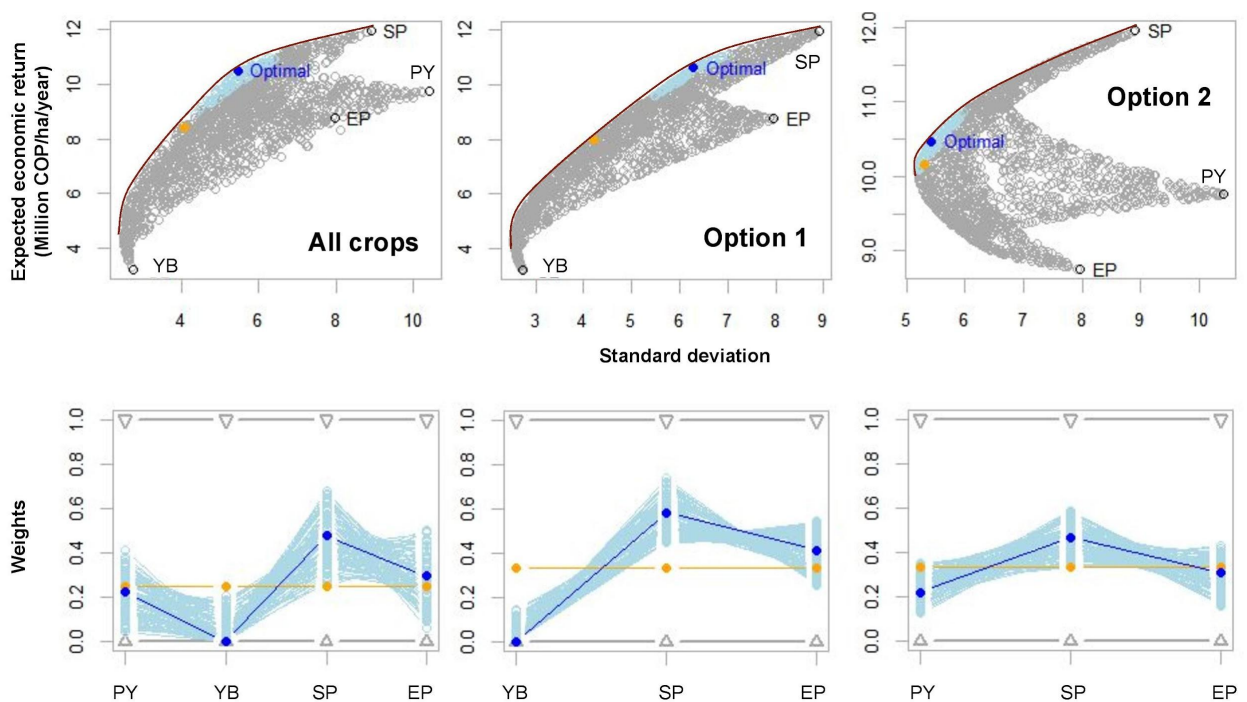 Expected economic return
(Million COP/ha/year)
12
10
8
6
4
SP
PY
Optimal
EP
All crops
YB
4 6 8 10
12
10
8
6
4
Optimal
SP
EP
Option 1
YB
3 4 5 6 7 8 9
12.0
11.0
10.0
9.0
SP
Option 2
Optimal
PY
EP
5 6 7 8 9 10
Standard deviation
Weights
1.0
0.8
0.6
0.4
0.2
0.0
PY YB SP EP
1.0
0.8
0.6
0.4
0.2
0.0
YB SP EP
1.0
0.8
0.6
0.4
0.2
0.0
PY SP EP